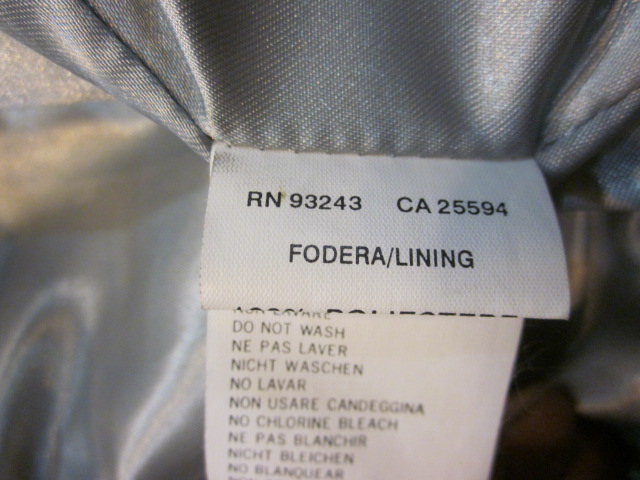 RN 93243 CA 25594
FODERA/LINING
DO NOT WASH
NE PAS LAVER
NICHT WASCHEN
NO LAVAR
NON USARE CANDEGGINA
NO CHLORINE BLEACH
NE PAS BLANCHIR
NICHT BLEICHEN
NO BLANQUEAR